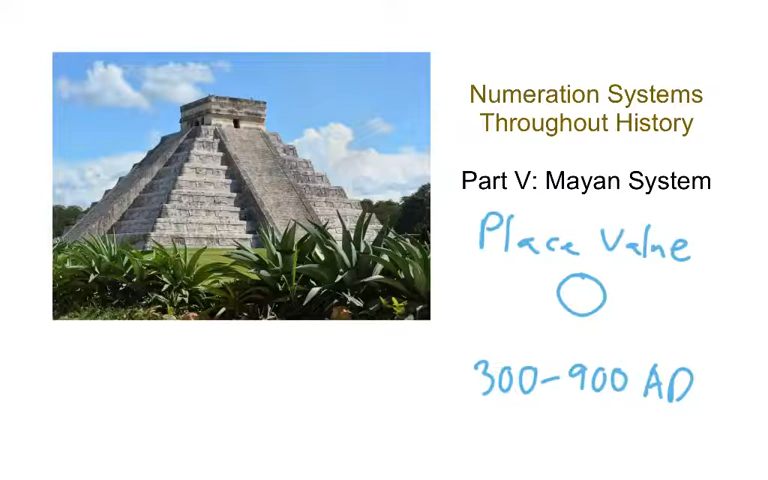 Numeration Systems
Throughout History
Part V: Mayan System
Place Value
0
300-900 AD